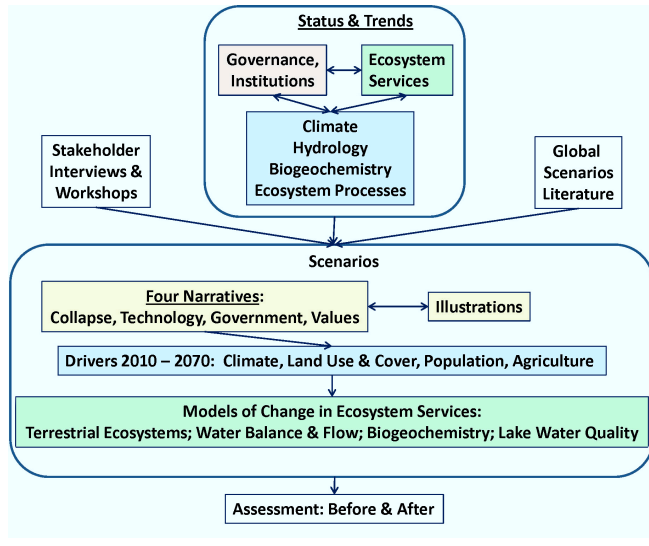 Status & Trends
Governance,
Institutions
Ecosystem
Services
Climate
Hydrology
Biogeochemistry
Ecosystem Processes
Stakeholder
Interviews &
Workshops
Global
Scenarios
Literature
Scenarios
Four Narratives:
Collapse, Technology, Government, Values
Illustrations
Drivers 2010 – 2070:  Climate, Land Use & Cover, Population, Agriculture
Models of Change in Ecosystem Services:
Terrestrial Ecosystems; Water Balance & Flow; Biogeochemistry; Lake Water Quality
Assessment: Before & After